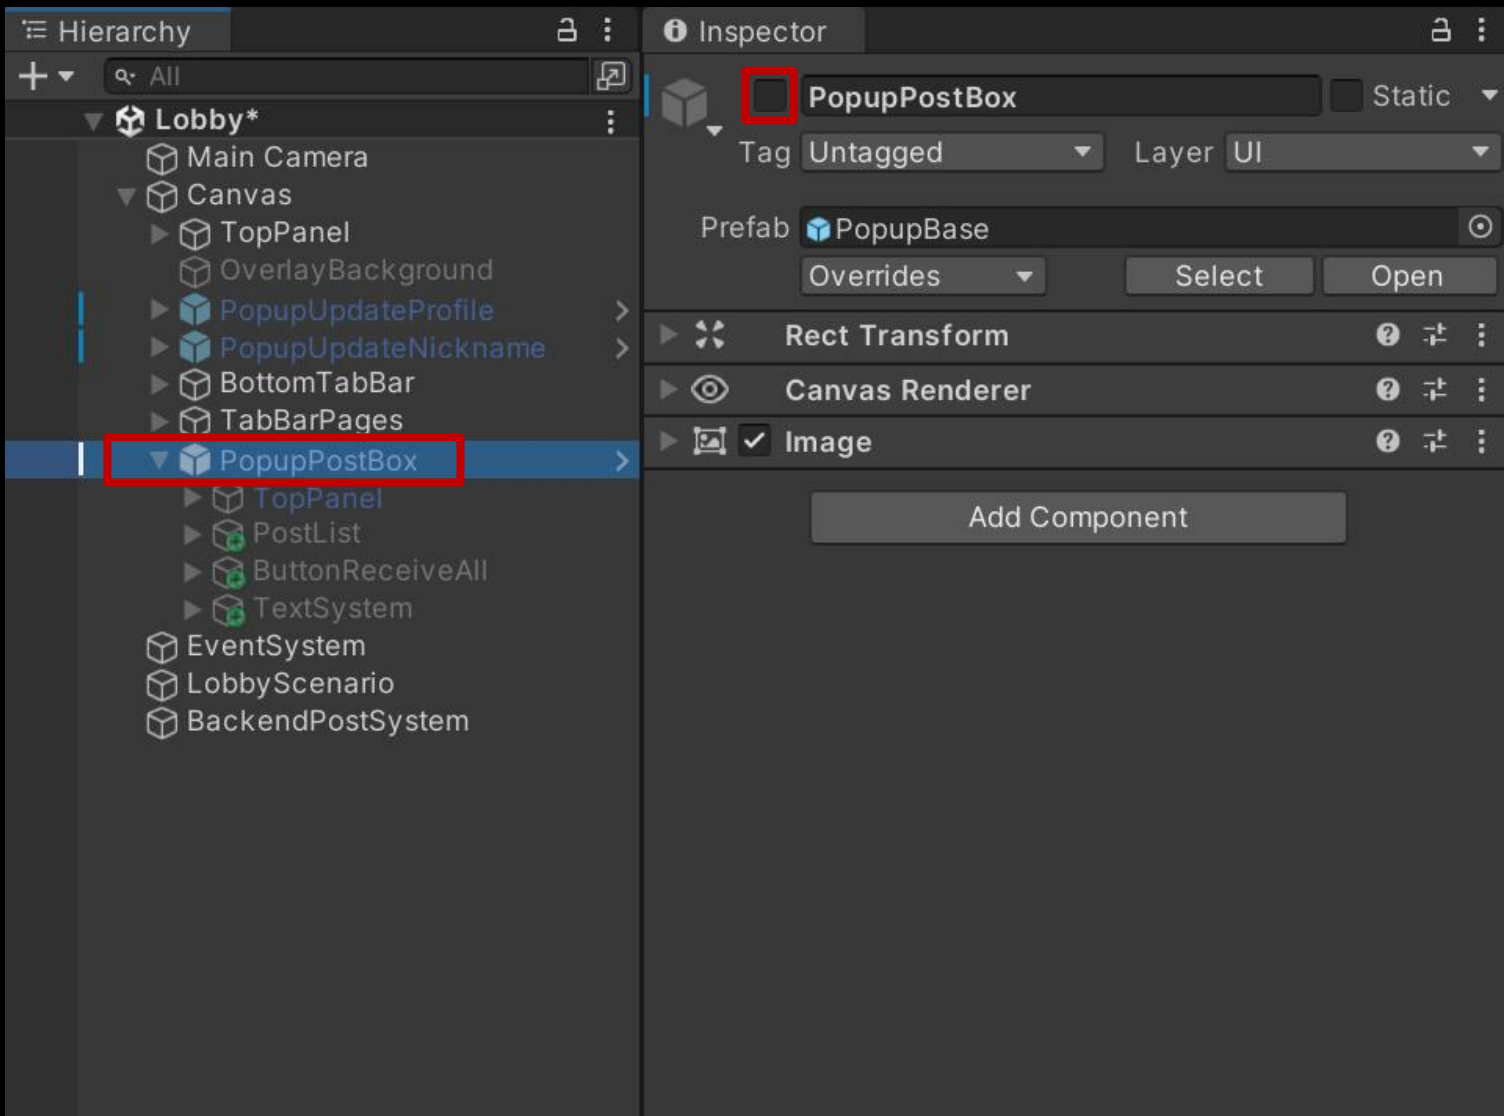 Hierarchy
All
Lobby*
Main Camera
Canvas
TopPanel
OverlayBackground
PopupUpdateProfile
PopupUpdateNickname
BottomTabBar
TabBarPages
PopupPostBox
TopPanel
PostList
ButtonReceiveAll
TextSystem
EventSystem
LobbyScenario
BackendPostSystem
Inspector
PopupPostBox Static
Tag Untagged Layer UI
Prefab PopupBase
Overrides Select Open
Rect Transform
Canvas Renderer
Image
Add Component